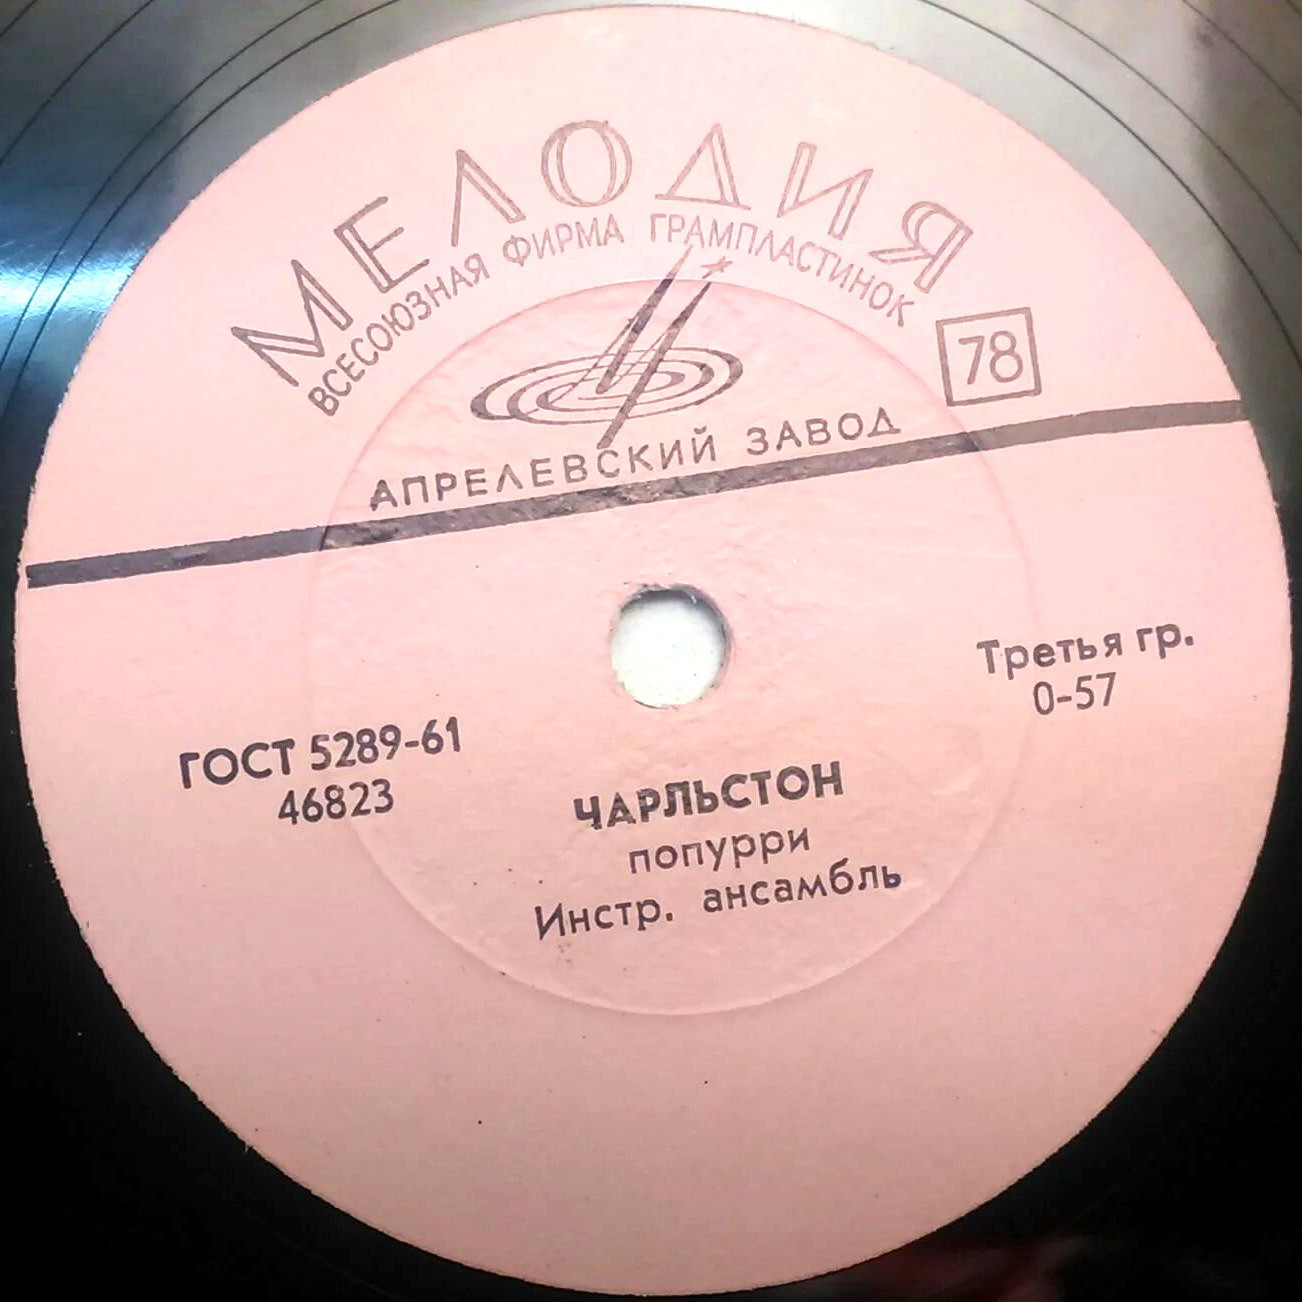 МЕЛОДИЯ
ВСЕСОЮЗНАЯ ФИРМА ГРАМПЛАСТИНОК
78
АПРЕЛЕВСКИЙ ЗАВОД
Третья гр.
0-57
ГОСТ 5289-61
46823
ЧАРЛЬСТОН
попурри
Инстр. ансамбль